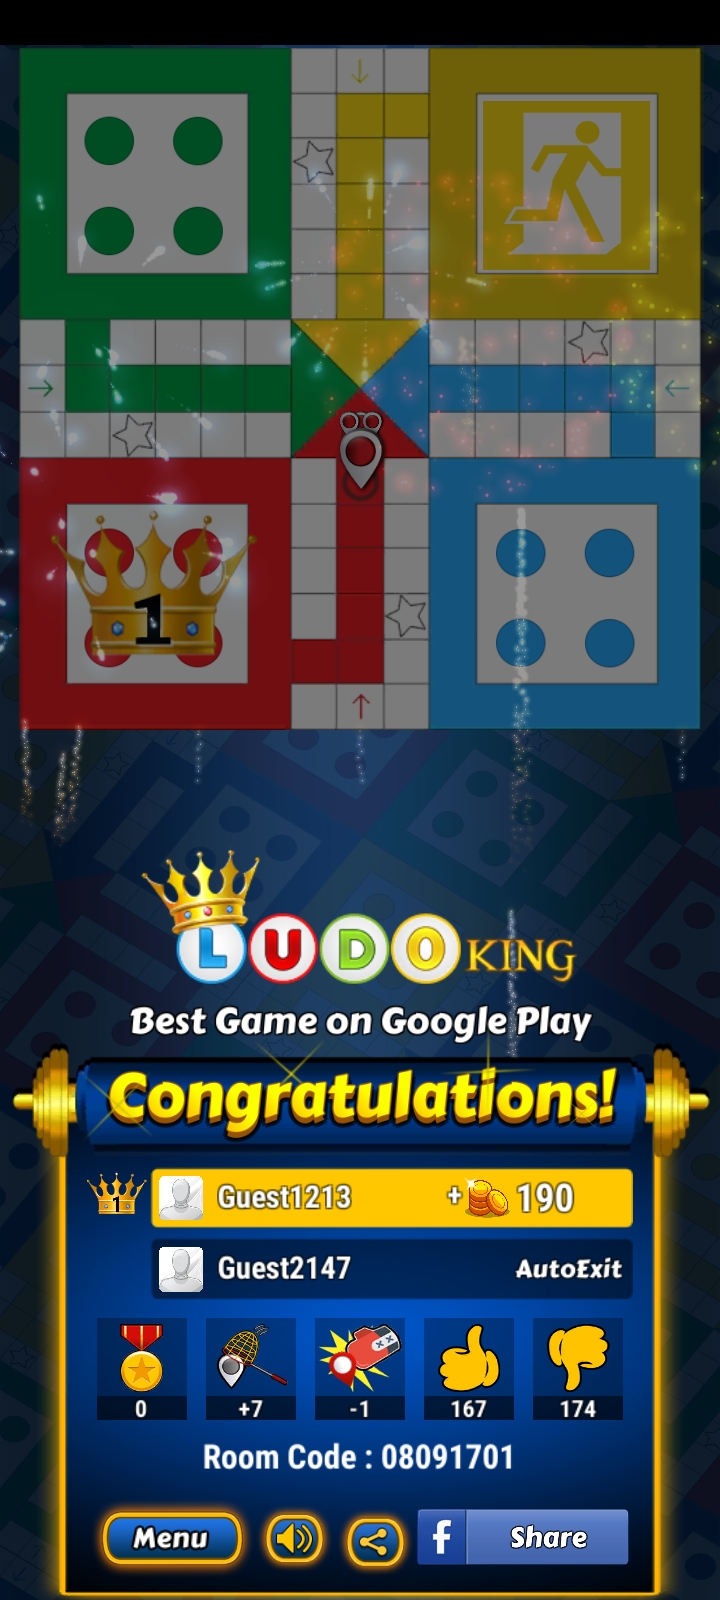 1
LUDO KING
Best Game on Google Play
Congratulations!
1 Guest1213 + 190
Guest2147 AutoExit
0 +7 -1 167 174
Room Code : 08091701
Menu f Share